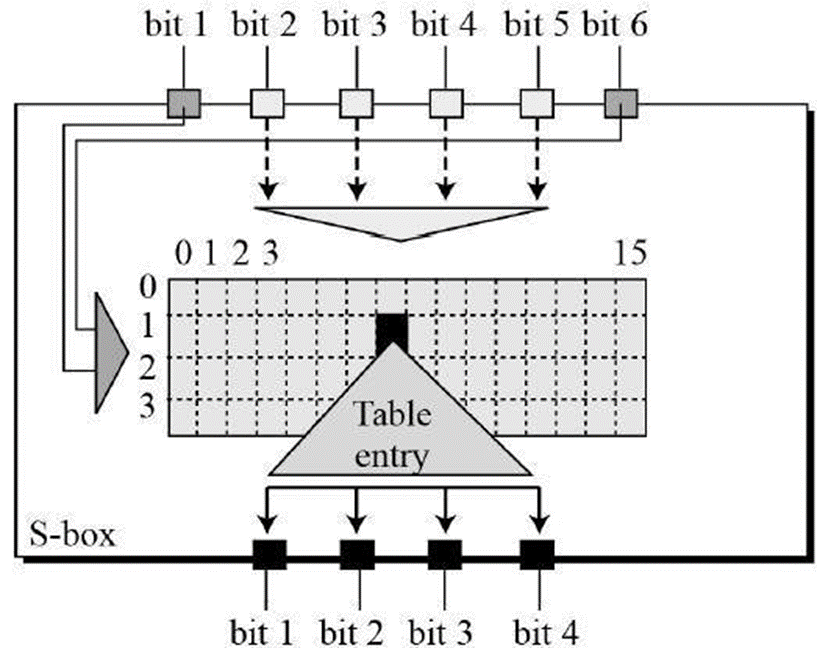 bit 1 bit 2 bit 3 bit 4 bit 5 bit 6
0 1 2 3 15
0
1
2
3
Table
entry
S-box
bit 1 bit 2 bit 3 bit 4